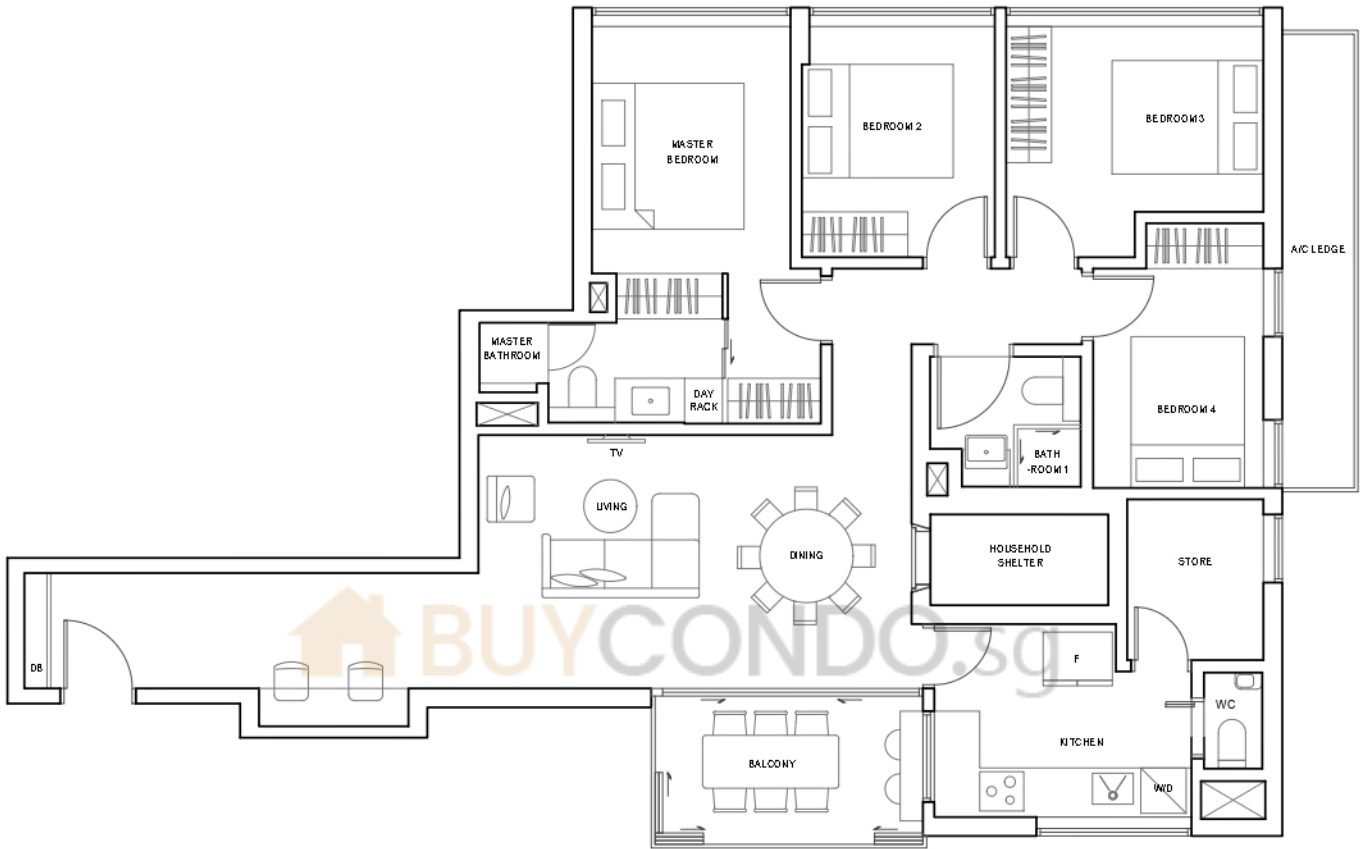 MASTER
BEDROOM
BEDROOM 2
BEDROOM 3
A/C LEDGE
MASTER
BATHROOM
DAY
RACK
BEDROOM 4
TV
BATH
-ROOM 1
LIVING
DINING
HOUSEHOLD
SHELTER
STORE
BUYCONDO.sg
DB
F
WC
KITCHEN
BALCONY
W/D